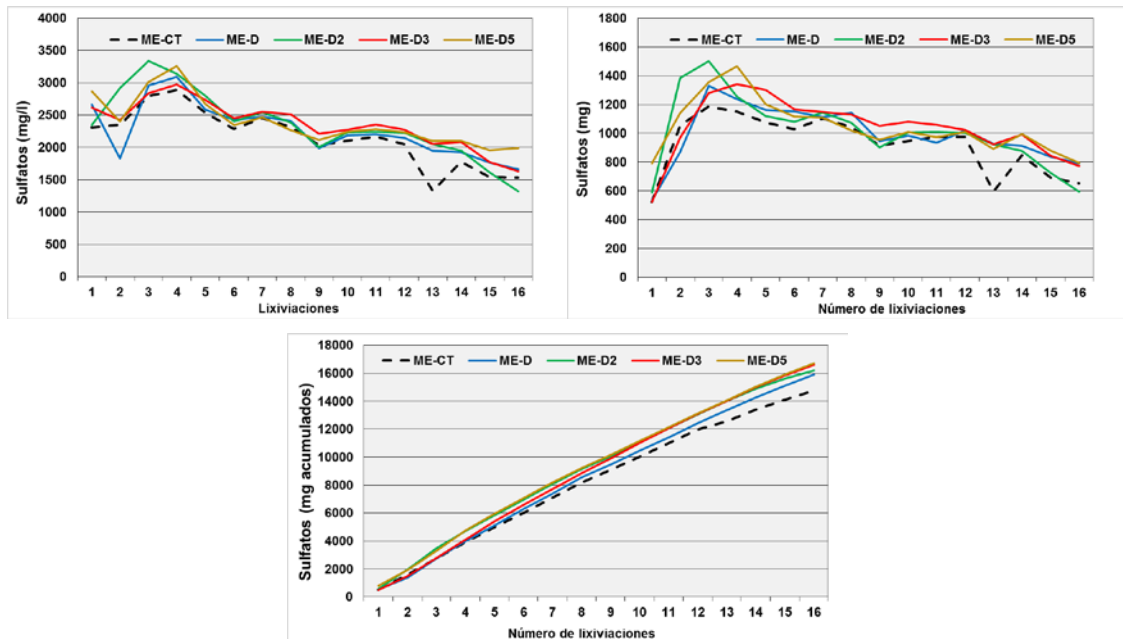 4000
3500
3000
2500
2000
1500
1000
500
0
Sulfatos (mg/l)
ME-CT ME-D ME-D2 ME-D3 ME-D5
1 2 3 4 5 6 7 8 9 10 11 12 13 14 15 16
Lixiviaciones
1800
1600
1400
1200
1000
800
600
400
200
0
Sulfatos (mg)
ME-CT ME-D ME-D2 ME-D3 ME-D5
1 2 3 4 5 6 7 8 9 10 11 12 13 14 15 16
Número de lixiviaciones
18000
16000
14000
12000
10000
8000
6000
4000
2000
0
Sulfatos (mg acumulados)
ME-CT ME-D ME-D2 ME-D3 ME-D5
1 2 3 4 5 6 7 8 9 10 11 12 13 14 15 16
Número de lixiviaciones